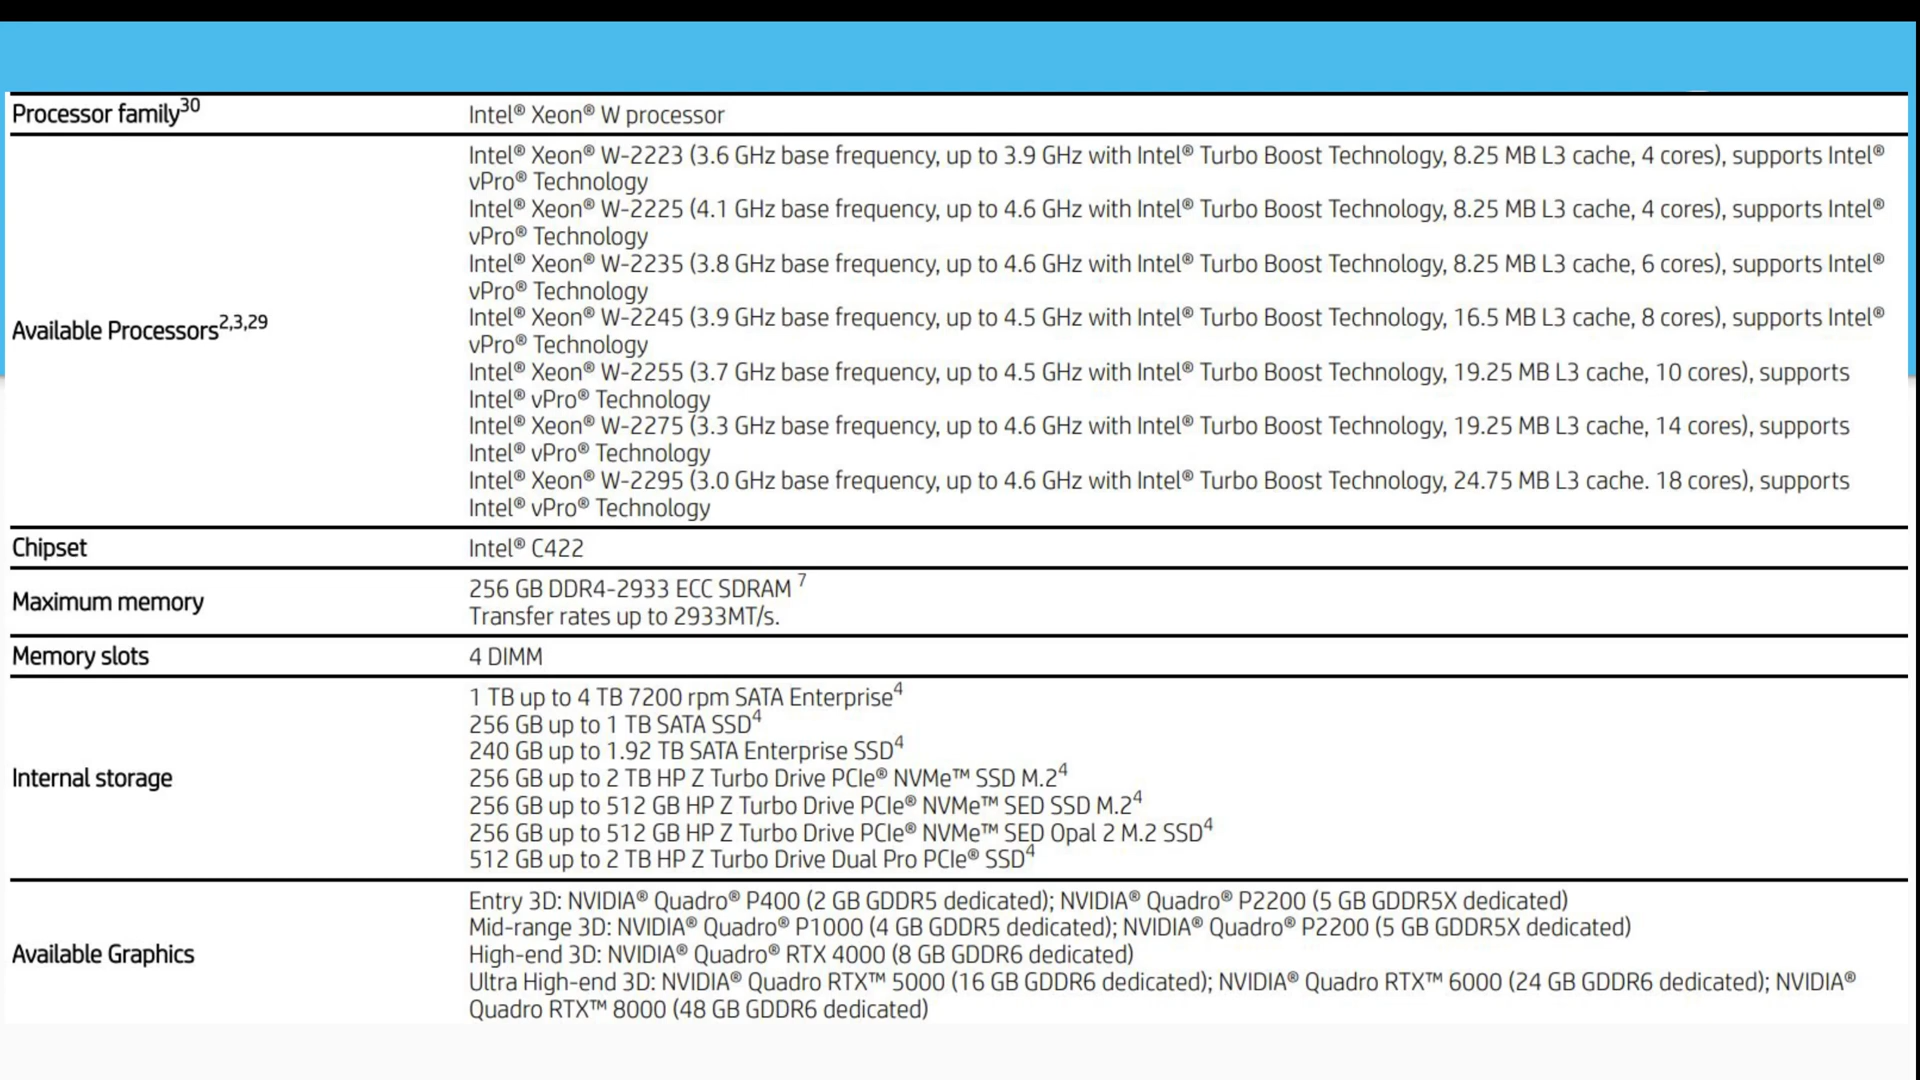 Processor family30
Intel® Xeon® W processor
Available Processors2,3,29
Intel® Xeon® W-2223 (3.6 GHz base frequency, up to 3.9 GHz with Intel® Turbo Boost Technology, 8.25 MB L3 cache, 4 cores), supports Intel®
vPro® Technology
Intel® Xeon® W-2225 (4.1 GHz base frequency, up to 4.6 GHz with Intel® Turbo Boost Technology, 8.25 MB L3 cache, 4 cores), supports Intel®
vPro® Technology
Intel® Xeon® W-2235 (3.8 GHz base frequency, up to 4.6 GHz with Intel® Turbo Boost Technology, 8.25 MB L3 cache, 6 cores), supports Intel®
vPro® Technology
Intel® Xeon® W-2245 (3.9 GHz base frequency, up to 4.5 GHz with Intel® Turbo Boost Technology, 16.5 MB L3 cache, 8 cores), supports Intel®
vPro® Technology
Intel® Xeon® W-2255 (3.7 GHz base frequency, up to 4.5 GHz with Intel® Turbo Boost Technology, 19.25 MB L3 cache, 10 cores), supports
Intel® vPro® Technology
Intel® Xeon® W-2275 (3.3 GHz base frequency, up to 4.6 GHz with Intel® Turbo Boost Technology, 19.25 MB L3 cache, 14 cores), supports
Intel® vPro® Technology
Intel® Xeon® W-2295 (3.0 GHz base frequency, up to 4.6 GHz with Intel® Turbo Boost Technology, 24.75 MB L3 cache. 18 cores), supports
Intel® vPro® Technology
Chipset
Intel® C422
Maximum memory
256 GB DDR4-2933 ECC SDRAM 7
Transfer rates up to 2933MT/s.
Memory slots
4 DIMM
Internal storage
1 TB up to 4 TB 7200 rpm SATA Enterprise4
256 GB up to 1 TB SATA SSD4
240 GB up to 1.92 TB SATA Enterprise SSD4
256 GB up to 2 TB HP Z Turbo Drive PCIe® NVMe™ SSD M.24
256 GB up to 512 GB HP Z Turbo Drive PCIe® NVMe™ SED SSD M.24
256 GB up to 512 GB HP Z Turbo Drive PCIe® NVMe™ SED Opal 2 M.2 SSD4
512 GB up to 2 TB HP Z Turbo Drive Dual Pro PCIe® SSD4
Available Graphics
Entry 3D: NVIDIA® Quadro® P400 (2 GB GDDR5 dedicated); NVIDIA® Quadro® P2200 (5 GB GDDR5X dedicated)
Mid-range 3D: NVIDIA® Quadro® P1000 (4 GB GDDR5 dedicated); NVIDIA® Quadro® P2200 (5 GB GDDR5X dedicated)
High-end 3D: NVIDIA® Quadro® RTX 4000 (8 GB GDDR6 dedicated)
Ultra High-end 3D: NVIDIA® Quadro RTX™ 5000 (16 GB GDDR6 dedicated); NVIDIA® Quadro RTX™ 6000 (24 GB GDDR6 dedicated); NVIDIA®
Quadro RTX™ 8000 (48 GB GDDR6 dedicated)